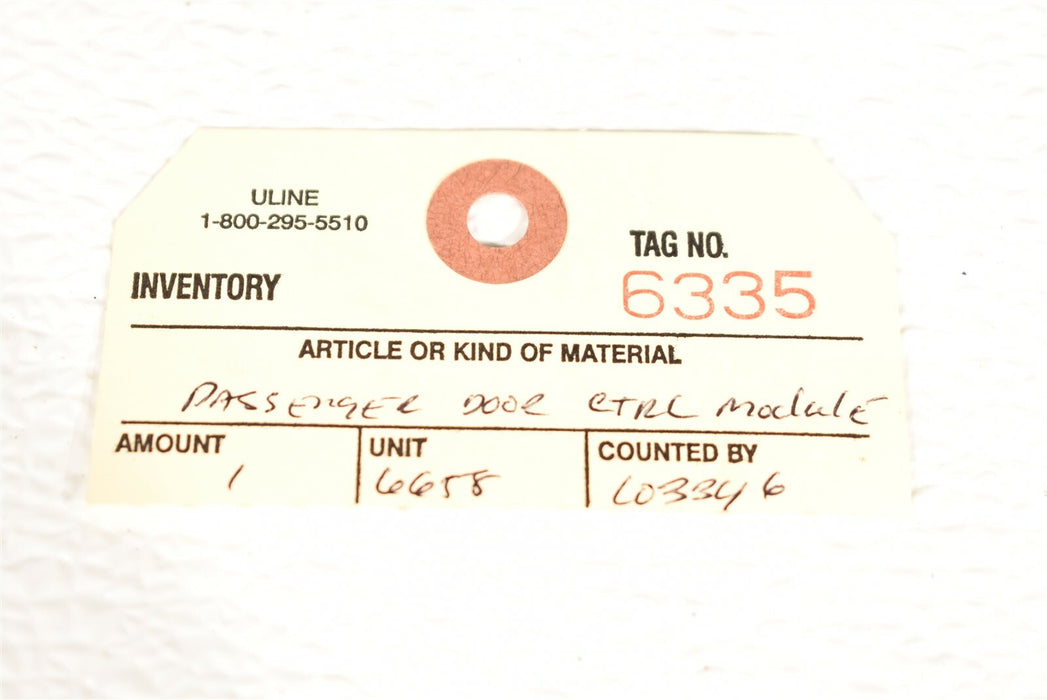 ULINE
1-800-295-5510
TAG NO.
6335
INVENTORY
ARTICLE OR KIND OF MATERIAL
PASSENGER DOOR CTRL MODULE
AMOUNT UNIT COUNTED BY
1 6658 103346